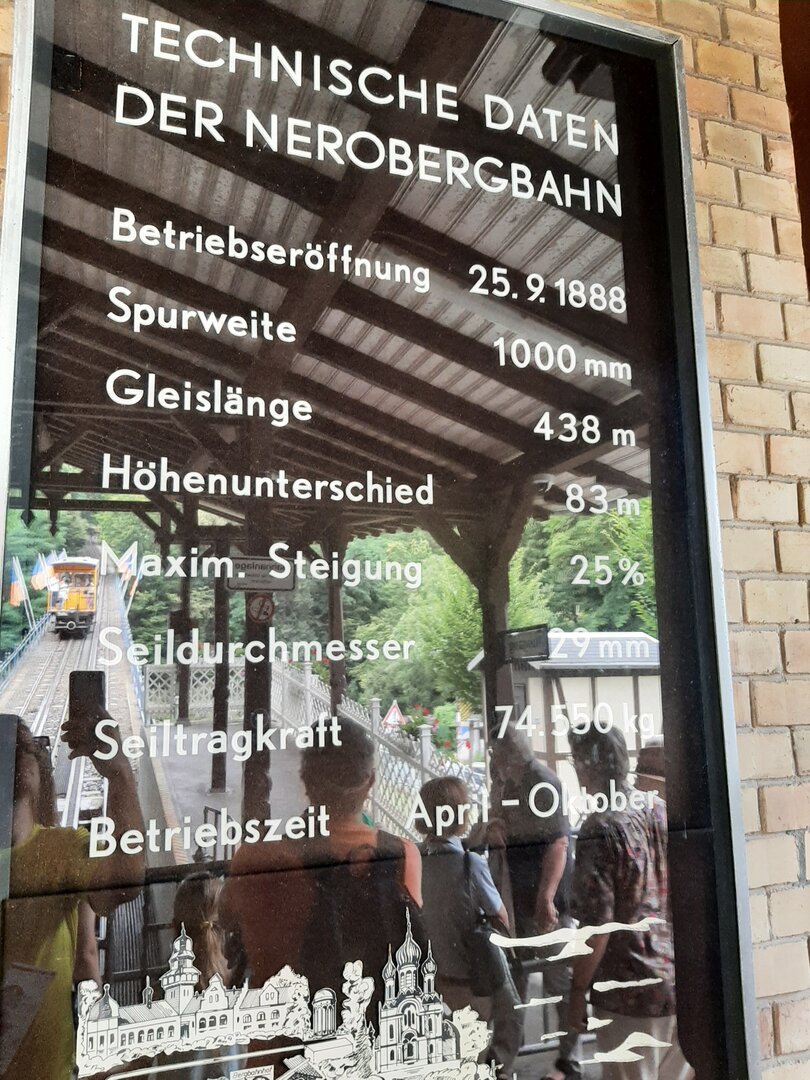 TECHNISCHE DATEN
DER NEROBERGBAHN
Betriebseröffnung 25.9.1888
Spurweite 1000 mm
Gleislänge 438 m
Höhenunterschied 83 m
Maxim. Steigung 25%
Seildurchmesser 29 mm
Seiltragkraft 74.550 kg
Betriebszeit April – Oktober
Bergbahnhof